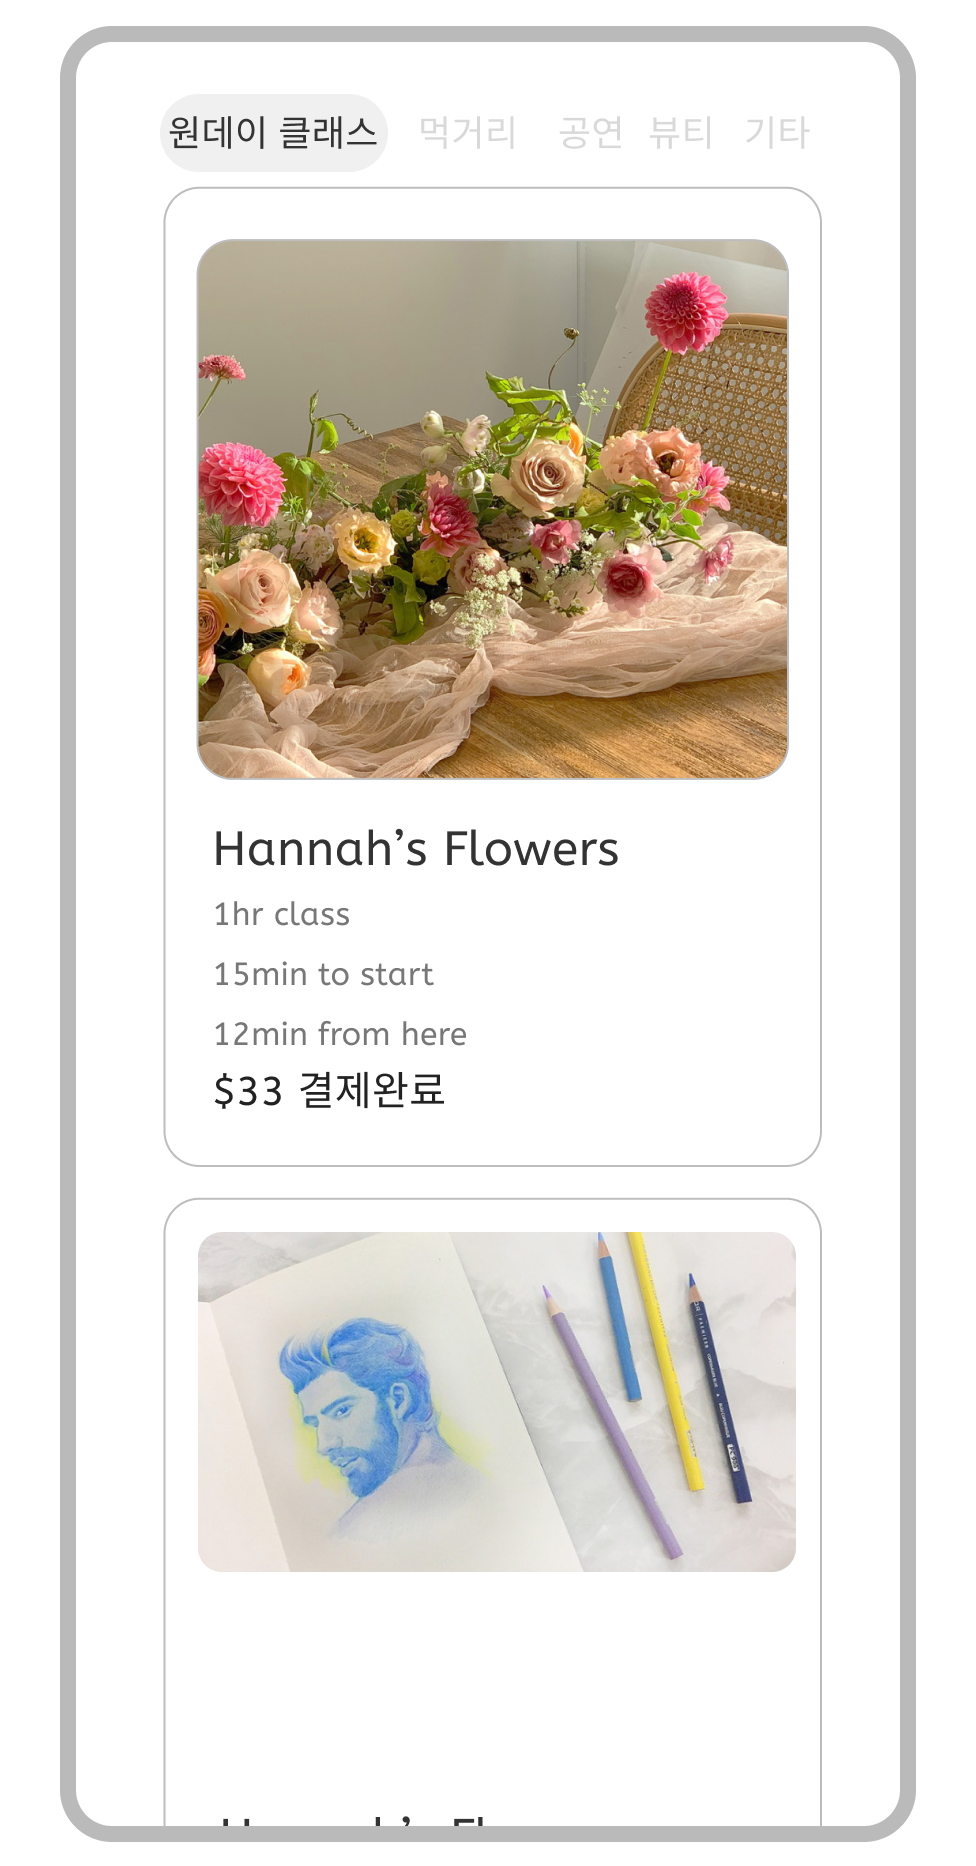 원데이 클래스 먹거리 공연 뷰티 기타
Hannah’s Flowers
1hr class
15min to start
12min from here
$33 결제완료
PREMIER